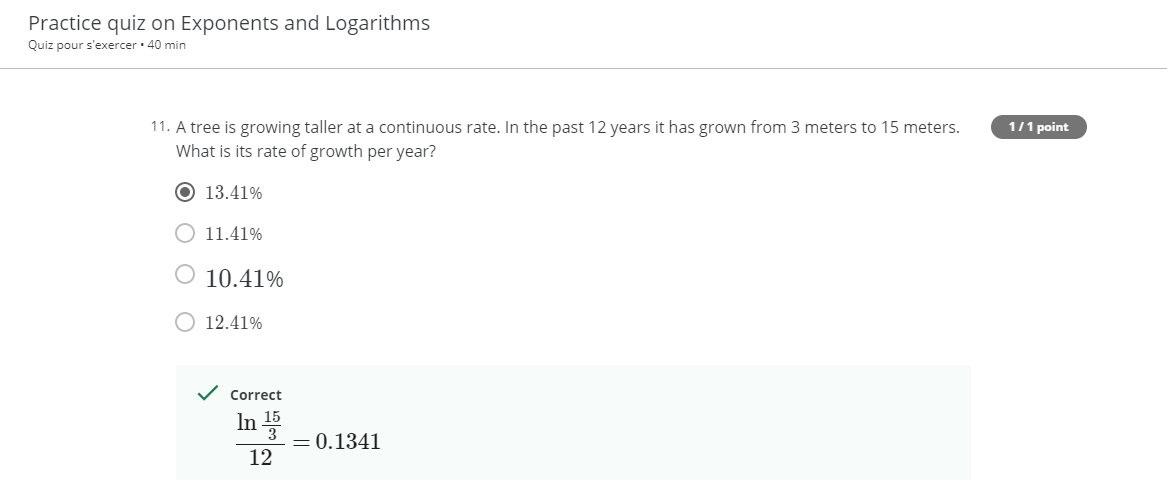 Practice quiz on Exponents and Logarithms
Quiz pour s'exercer • 40 min
11. A tree is growing taller at a continuous rate. In the past 12 years it has grown from 3 meters to 15 meters. 1 / 1 point
What is its rate of growth per year?
13.41%
11.41%
10.41%
12.41%
Correct
ln 15/3
12
= 0.1341